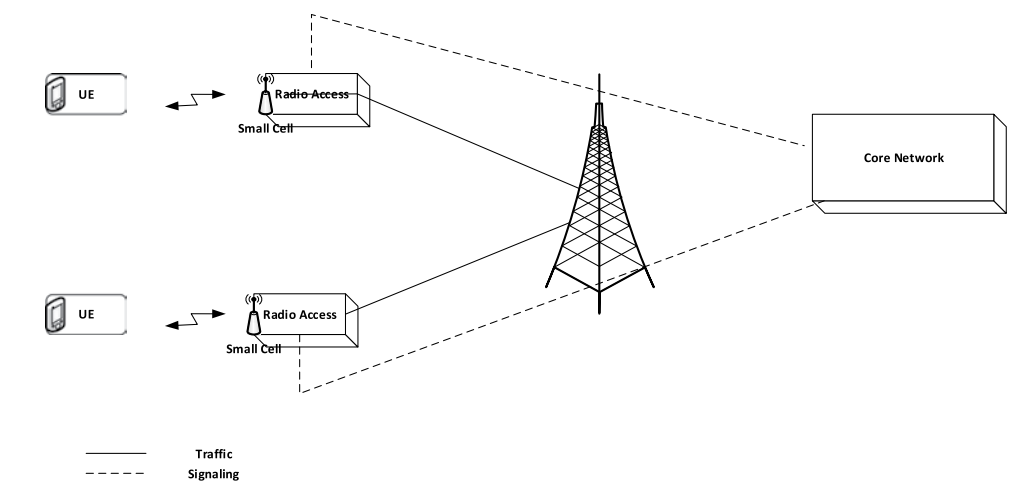 UE
Radio Access
Small Cell
Core Network
UE
Radio Access
Small Cell
Traffic
Signaling